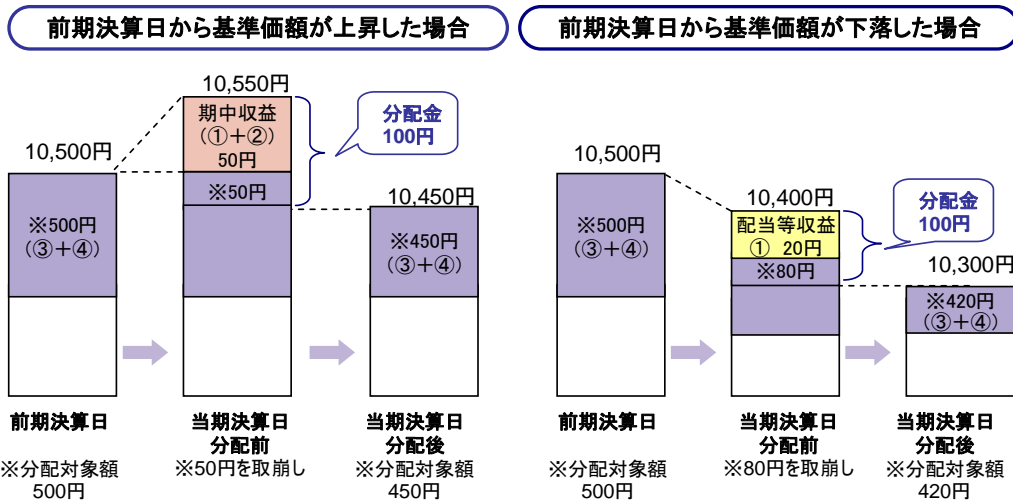 前期決算日から基準価額が上昇した場合
10,550円
期中収益
(①+②)
50円
分配金
100円
10,500円
※50円
10,450円
※500円
(③+④)
※450円
(③+④)
前期決算日
当期決算日
分配前
当期決算日
分配後
※分配対象額
500円
※50円を取崩し
※分配対象額
450円
前期決算日から基準価額が下落した場合
10,500円
10,400円
分配金
100円
※500円
(③+④)
配当等収益
① 20円
※80円
10,300円
※420円
(③+④)
前期決算日
当期決算日
分配前
当期決算日
分配後
※分配対象額
500円
※80円を取崩し
※分配対象額
420円